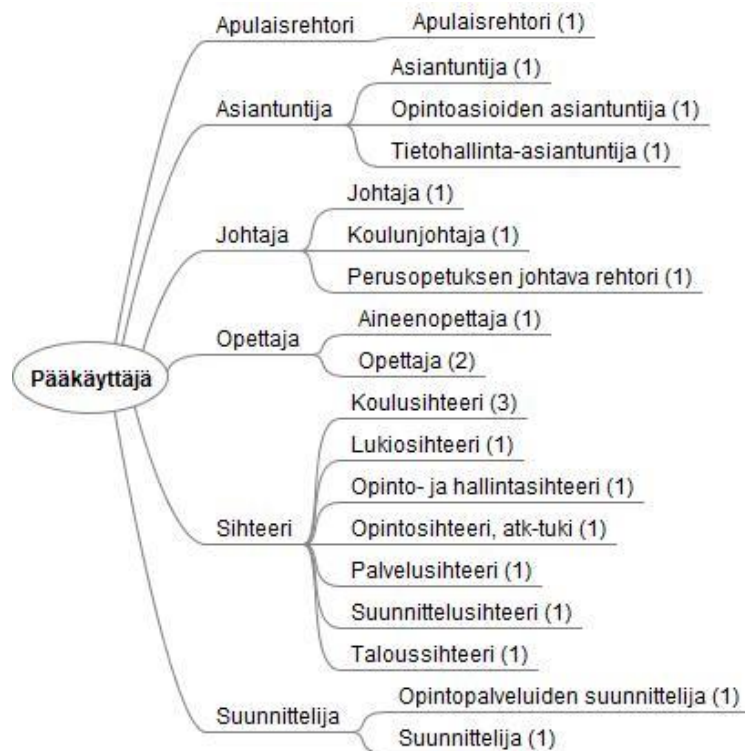 Pääkäyttäjä
Apulaisrehtori
Apulaisrehtori (1)
Asiantuntija
Asiantuntija (1)
Opintoasioiden asiantuntija (1)
Tietohallinta-asiantuntija (1)
Johtaja
Johtaja (1)
Koulunjohtaja (1)
Perusopetuksen johtava rehtori (1)
Opettaja
Aineenopettaja (1)
Opettaja (2)
Sihteeri
Koulusihteeri (3)
Lukiosihteeri (1)
Opinto- ja hallintasihteeri (1)
Opintosihteeri, atk-tuki (1)
Palvelusihteeri (1)
Suunnittelusihteeri (1)
Taloussihteeri (1)
Suunnittelija
Opintopalveluiden suunnittelija (1)
Suunnittelija (1)